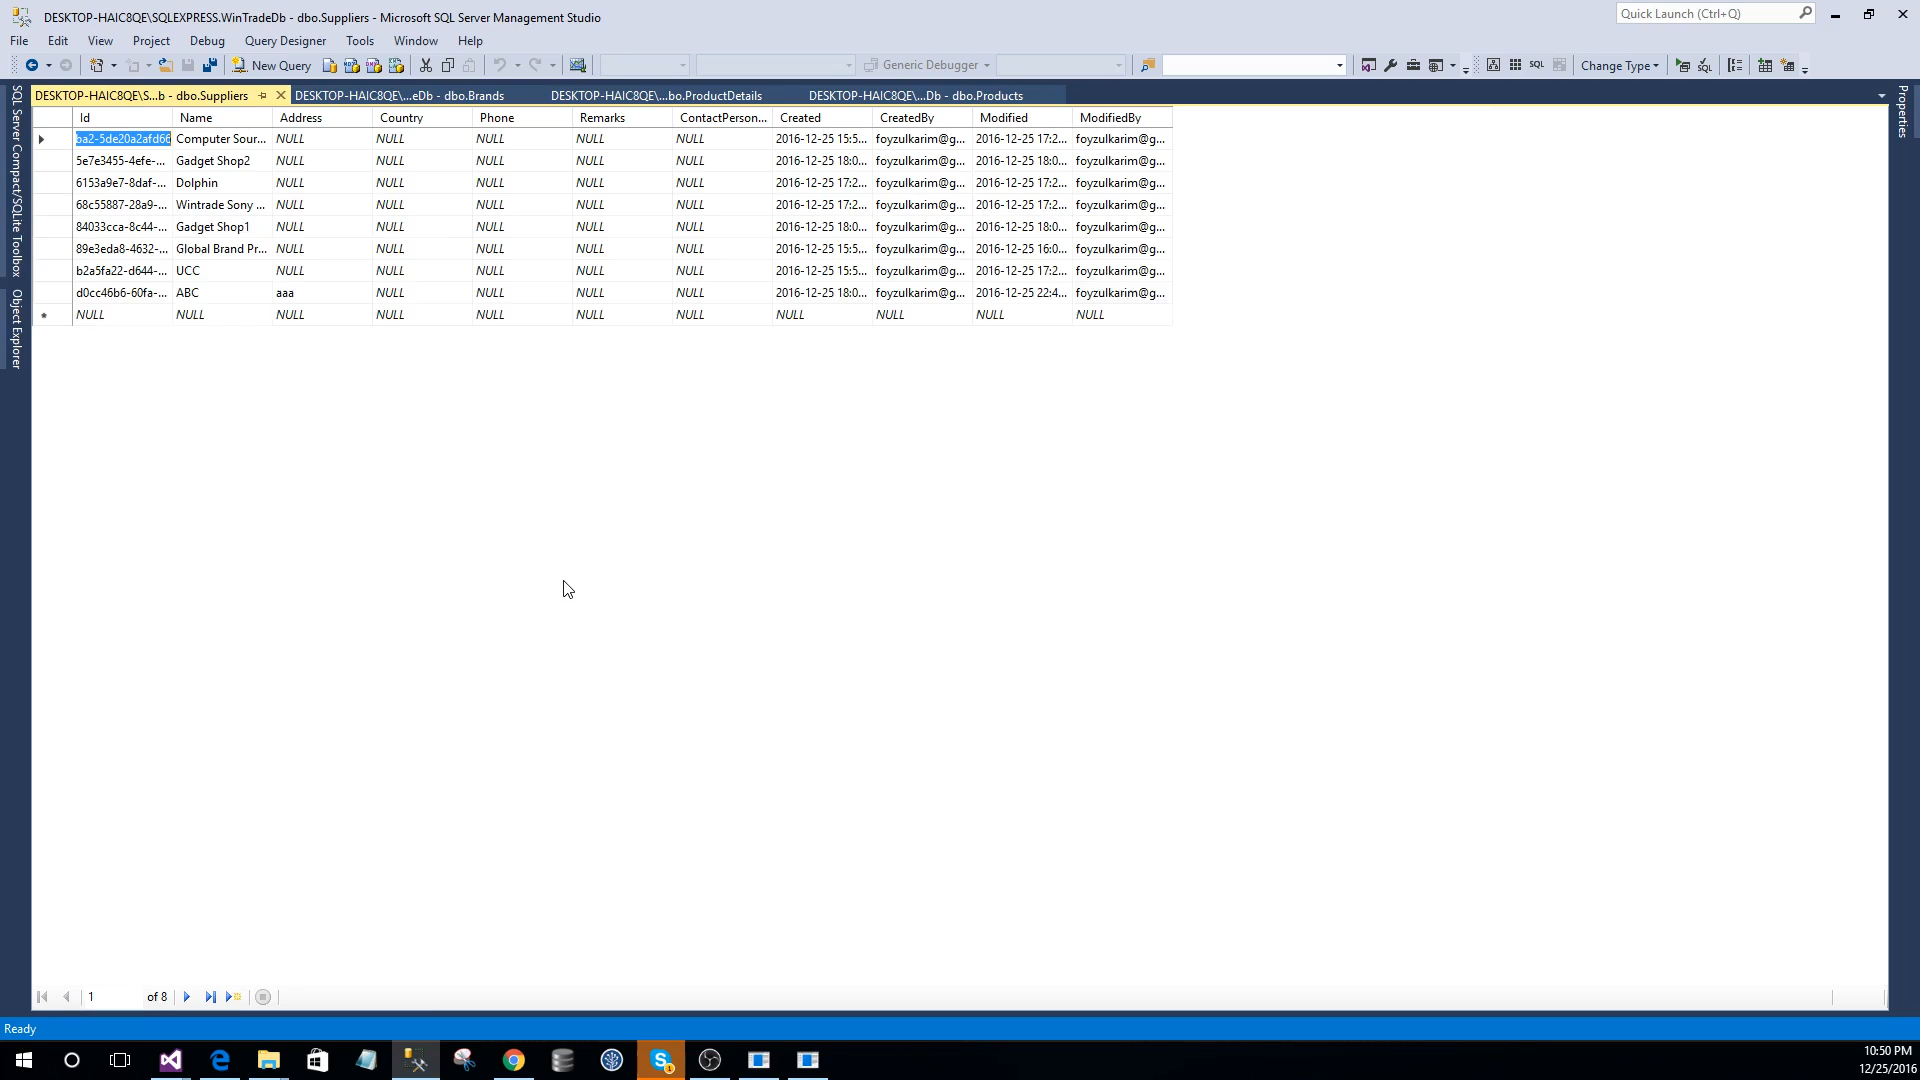 DESKTOP-HAIC8QE\SQLEXPRESS.WinTradeDb - dbo.Suppliers - Microsoft SQL Server Management Studio
Quick Launch (Ctrl+Q)
File Edit View Project Debug Query Designer Tools Window Help
New Query Generic Debugger SQL Change Type
DESKTOP-HAIC8QE\S...b - dbo.Suppliers DESKTOP-HAIC8QE\...eDb - dbo.Brands DESKTOP-HAIC8QE\...bo.ProductDetails DESKTOP-HAIC8QE\...Db - dbo.Products
SQL Server Compact/SQLite Toolbox
Object Explorer
Properties
Id Name Address Country Phone Remarks ContactPerson... Created CreatedBy Modified ModifiedBy
ba2-5de20a2afd66 Computer Sour... NULL NULL NULL NULL NULL 2016-12-25 15:5... foyzulkarim@g... 2016-12-25 17:2... foyzulkarim@g...
5e7e3455-4efe-... Gadget Shop2 NULL NULL NULL NULL NULL 2016-12-25 18:0... foyzulkarim@g... 2016-12-25 18:0... foyzulkarim@g...
6153a9e7-8daf-... Dolphin NULL NULL NULL NULL NULL 2016-12-25 17:2... foyzulkarim@g... 2016-12-25 17:2... foyzulkarim@g...
68c55887-28a9-... Wintrade Sony ... NULL NULL NULL NULL NULL 2016-12-25 17:2... foyzulkarim@g... 2016-12-25 17:2... foyzulkarim@g...
84033cca-8c44-... Gadget Shop1 NULL NULL NULL NULL NULL 2016-12-25 18:0... foyzulkarim@g... 2016-12-25 18:0... foyzulkarim@g...
89e3eda8-4632-... Global Brand Pr... NULL NULL NULL NULL NULL 2016-12-25 15:5... foyzulkarim@g... 2016-12-25 16:0... foyzulkarim@g...
b2a5fa22-d644-... UCC NULL NULL NULL NULL NULL 2016-12-25 15:5... foyzulkarim@g... 2016-12-25 17:2... foyzulkarim@g...
d0cc46b6-60fa-... ABC aaa NULL NULL NULL NULL 2016-12-25 18:0... foyzulkarim@g... 2016-12-25 22:4... foyzulkarim@g...
NULL NULL NULL NULL NULL NULL NULL NULL NULL NULL NULL
1 of 8
Ready
10:50 PM
12/25/2016